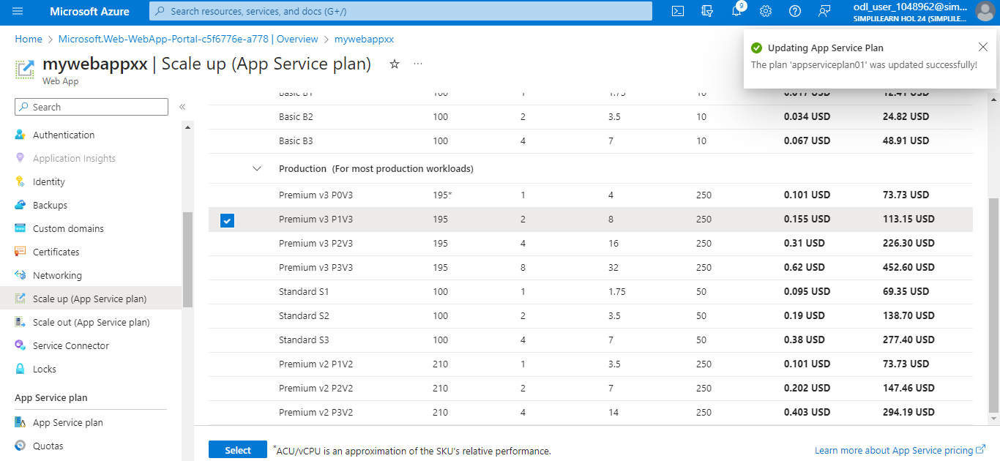 Microsoft Azure
Search resources, services, and docs (G+/)
9
odl_user_1048962@sim...
SIMPLILEARN HOL 24 (SIMPLILE...
Home > Microsoft.Web-WebApp-Portal-c5f6776e-a778 | Overview > mywebappxx
mywebappxx | Scale up (App Service plan)
Web App
Updating App Service Plan
The plan 'appserviceplan01' was updated successfully!
Search
Authentication
Application Insights
Identity
Backups
Custom domains
Certificates
Networking
Scale up (App Service plan)
Scale out (App Service plan)
Service Connector
Locks
App Service plan
App Service plan
Quotas
Basic B1 100 1 1.75 10 0.017 USD 12.41 USD
Basic B2 100 2 3.5 10 0.034 USD 24.82 USD
Basic B3 100 4 7 10 0.067 USD 48.91 USD
Production (For most production workloads)
Premium v3 P0V3 195* 1 4 250 0.101 USD 73.73 USD
Premium v3 P1V3 195 2 8 250 0.155 USD 113.15 USD
Premium v3 P2V3 195 4 16 250 0.31 USD 226.30 USD
Premium v3 P3V3 195 8 32 250 0.62 USD 452.60 USD
Standard S1 100 1 1.75 50 0.095 USD 69.35 USD
Standard S2 100 2 3.5 50 0.19 USD 138.70 USD
Standard S3 100 4 7 50 0.38 USD 277.40 USD
Premium v2 P1V2 210 1 3.5 250 0.101 USD 73.73 USD
Premium v2 P2V2 210 2 7 250 0.202 USD 147.46 USD
Premium v2 P3V2 210 4 14 250 0.403 USD 294.19 USD
Select
*ACU/vCPU is an approximation of the SKU's relative performance.
Learn more about App Service pricing